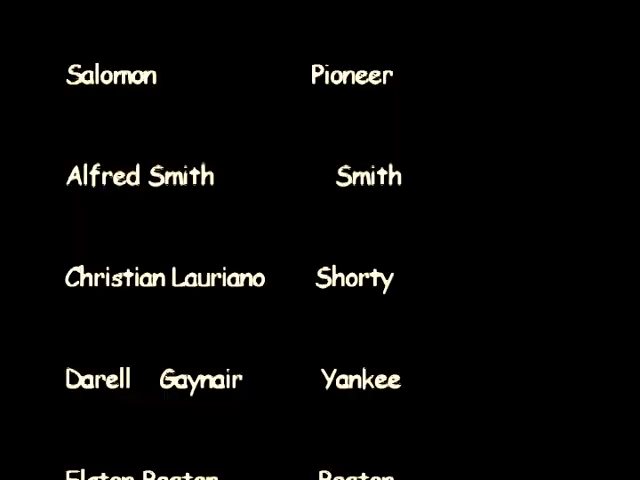 Salomon Pioneer
Alfred Smith Smith
Christian Lauriano Shorty
Darell Gaynair Yankee